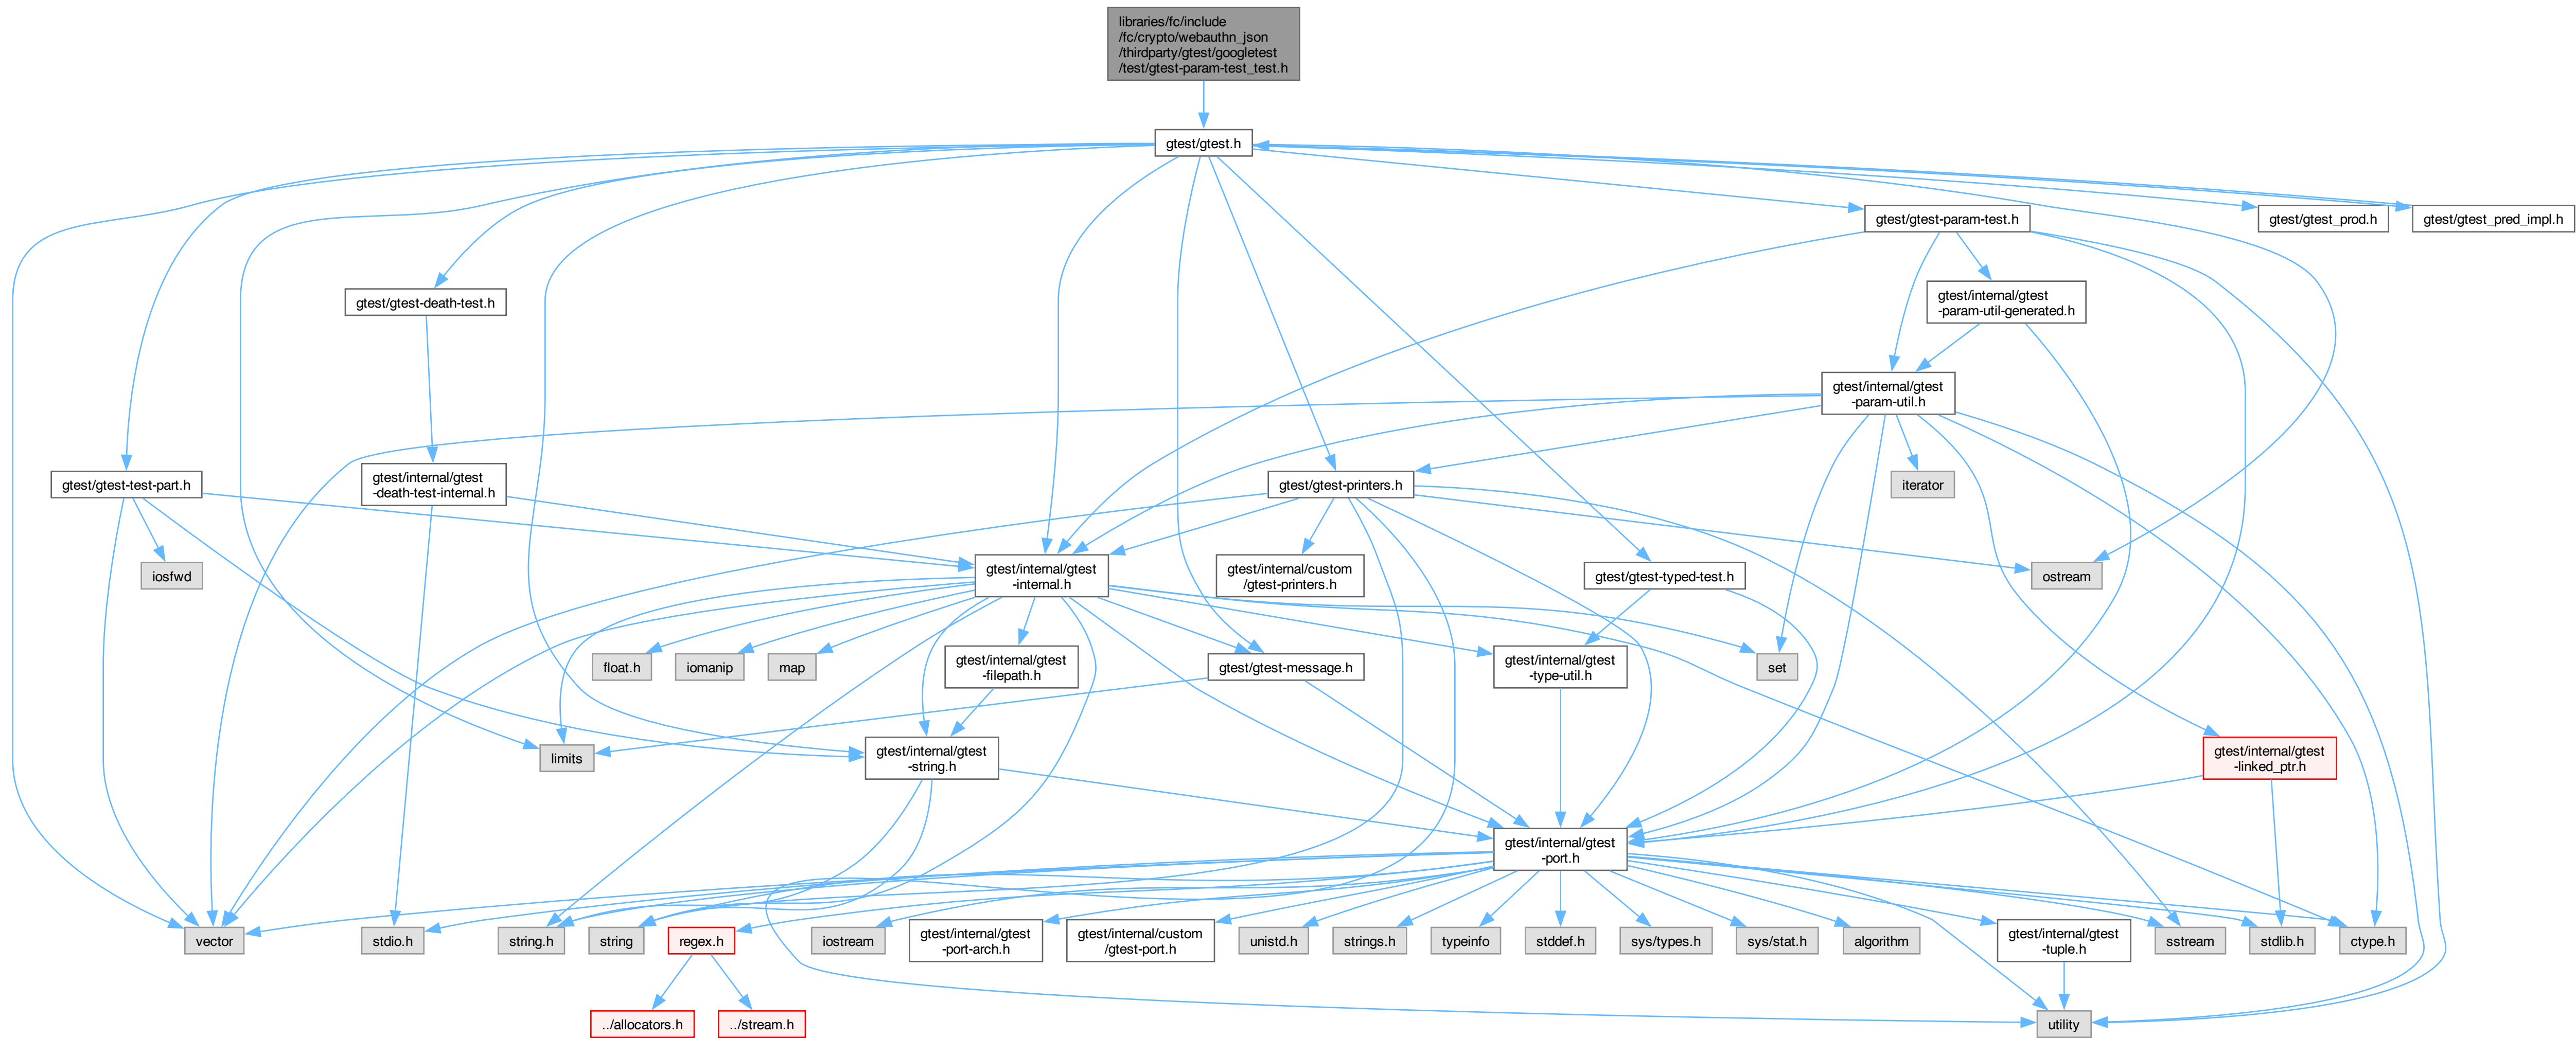 libraries/fc/include
/fc/crypto/webauthn_json
/thirdparty/gtest/googletest
/test/gtest-param-test_test.h
gtest/gtest.h
gtest/gtest-param-test.h
gtest/gtest_prod.h
gtest/gtest_pred_impl.h
gtest/gtest-death-test.h
gtest/internal/gtest
-param-util-generated.h
gtest/internal/gtest
-param-util.h
gtest/gtest-test-part.h
gtest/internal/gtest
-death-test-internal.h
gtest/gtest-printers.h
iterator
iosfwd
gtest/internal/gtest
-internal.h
gtest/internal/custom
/gtest-printers.h
gtest/gtest-typed-test.h
ostream
float.h
iomanip
map
gtest/internal/gtest
-filepath.h
gtest/gtest-message.h
gtest/internal/gtest
-type-util.h
set
limits
gtest/internal/gtest
-string.h
gtest/internal/gtest
-linked_ptr.h
gtest/internal/gtest
-port.h
vector
stdio.h
string.h
string
regex.h
iostream
gtest/internal/gtest
-port-arch.h
gtest/internal/custom
/gtest-port.h
unistd.h
strings.h
typeinfo
stddef.h
sys/types.h
sys/stat.h
algorithm
gtest/internal/gtest
-tuple.h
sstream
stdlib.h
ctype.h
../allocators.h
../stream.h
utility